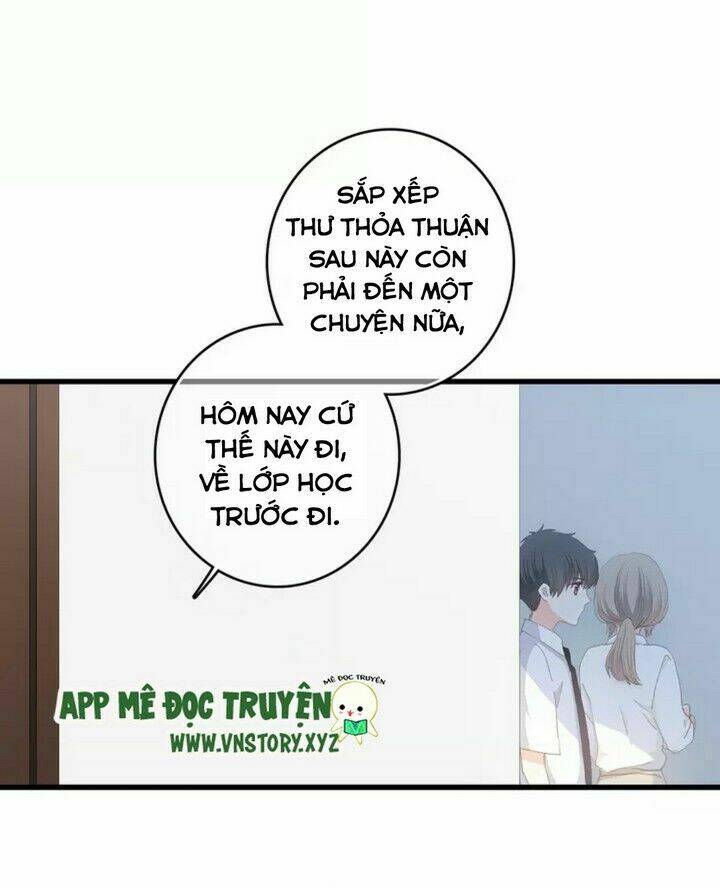 SẮP XẾP
THƯ THỎA THUẬN
SAU NÀY CÒN
PHẢI ĐẾN MỘT
CHUYỆN NỮA,
HÔM NAY CỨ
THẾ NÀY ĐI,
VỀ LỚP HỌC
TRƯỚC ĐI.
MÊ ĐỌC TRUYỆN
APP MÊ ĐỌC TRUYỆN
WWW.VNSTORY.XYZ